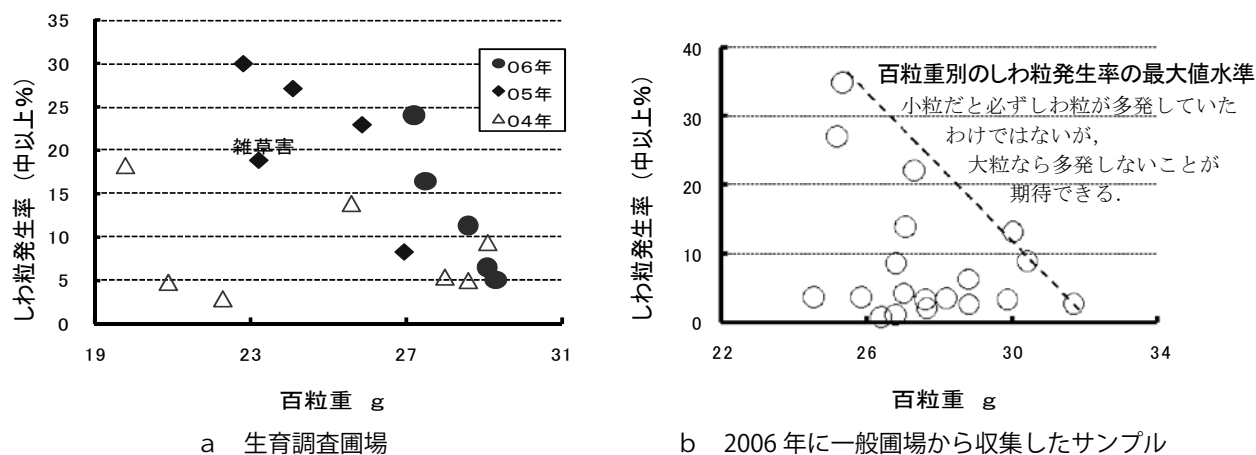 しわ粒発生率（中以上%）
35
30
25
20
15
10
5
0
19
23
27
31
●06年
◆05年
△04年
雑草害
百粒重 g
a 生育調査圃場
しわ粒発生率（中以上%）
40
30
20
10
0
22
26
30
34
百粒重別のしわ粒発生率の最大値水準
小粒だと必ずしわ粒が多発していた
わけではないが，
大粒なら多発しないことが
期待できる．
百粒重 g
b 2006 年に一般圃場から収集したサンプル